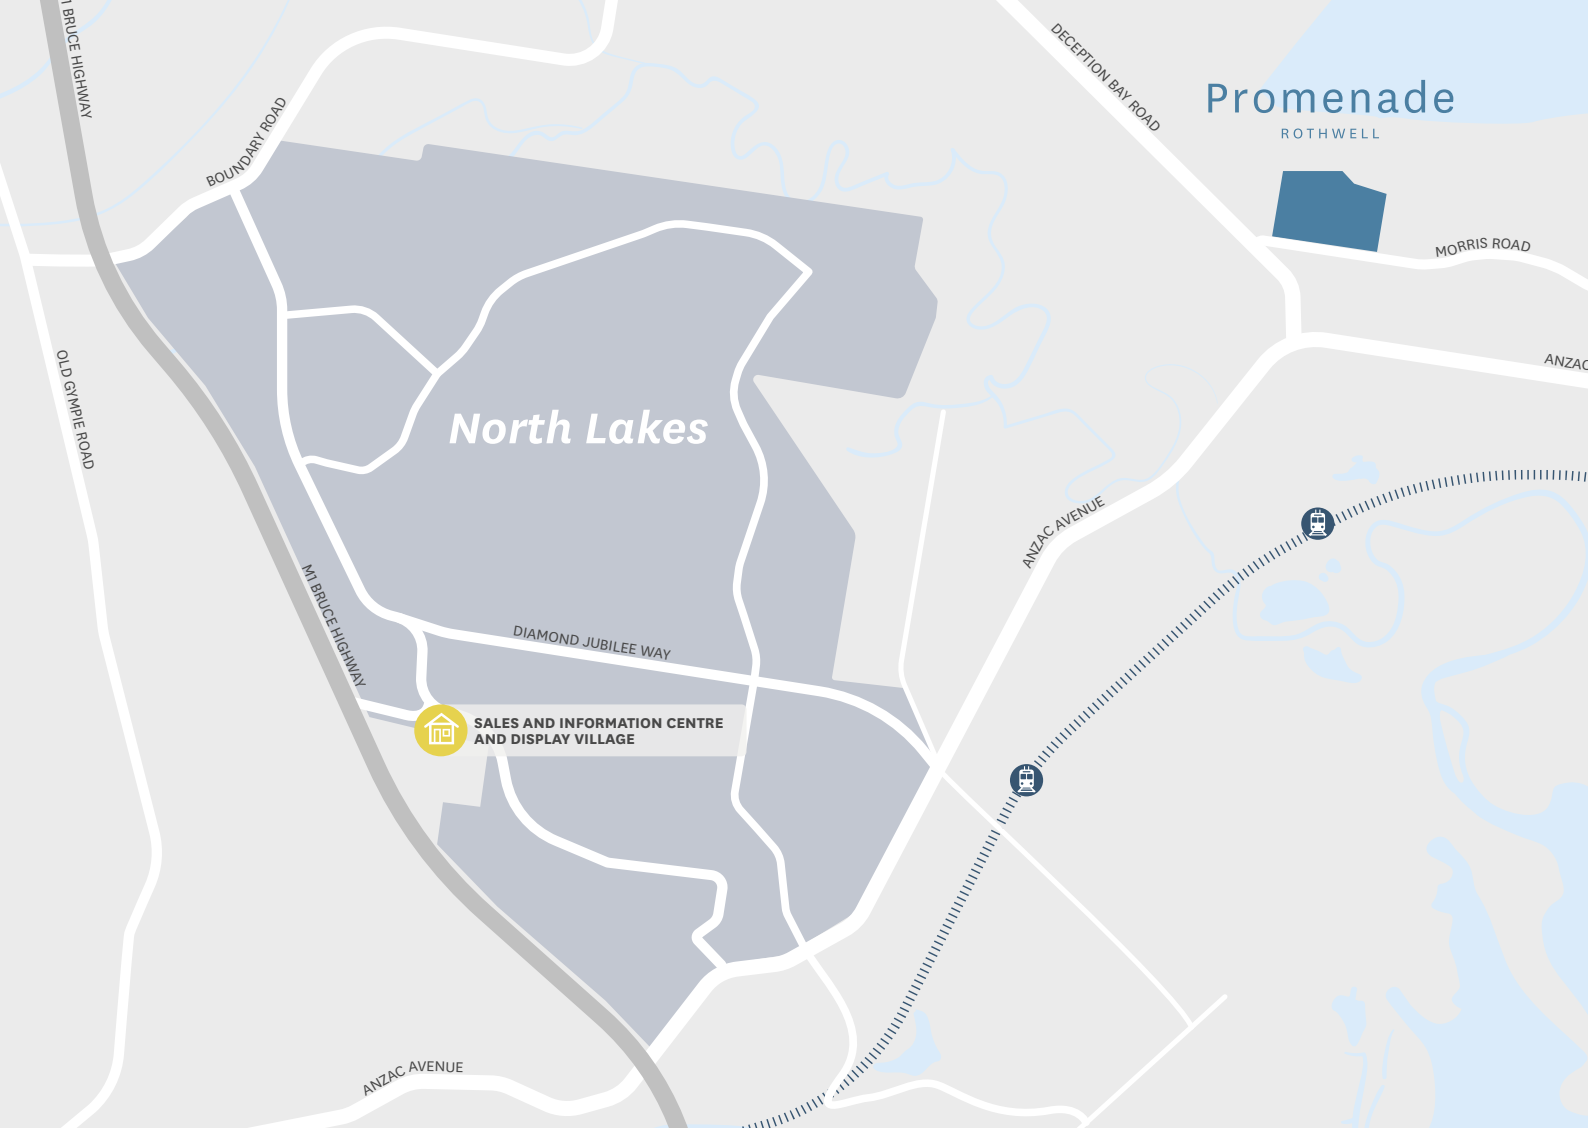 M1 BRUCE HIGHWAY
DECEPTION BAY ROAD
Promenade
ROTHWELL
BOUNDARY ROAD
MORRIS ROAD
ANZAC
OLD GYMPIE ROAD
North Lakes
ANZAC AVENUE
M1 BRUCE HIGHWAY
DIAMOND JUBILEE WAY
SALES AND INFORMATION CENTRE
AND DISPLAY VILLAGE
ANZAC AVENUE